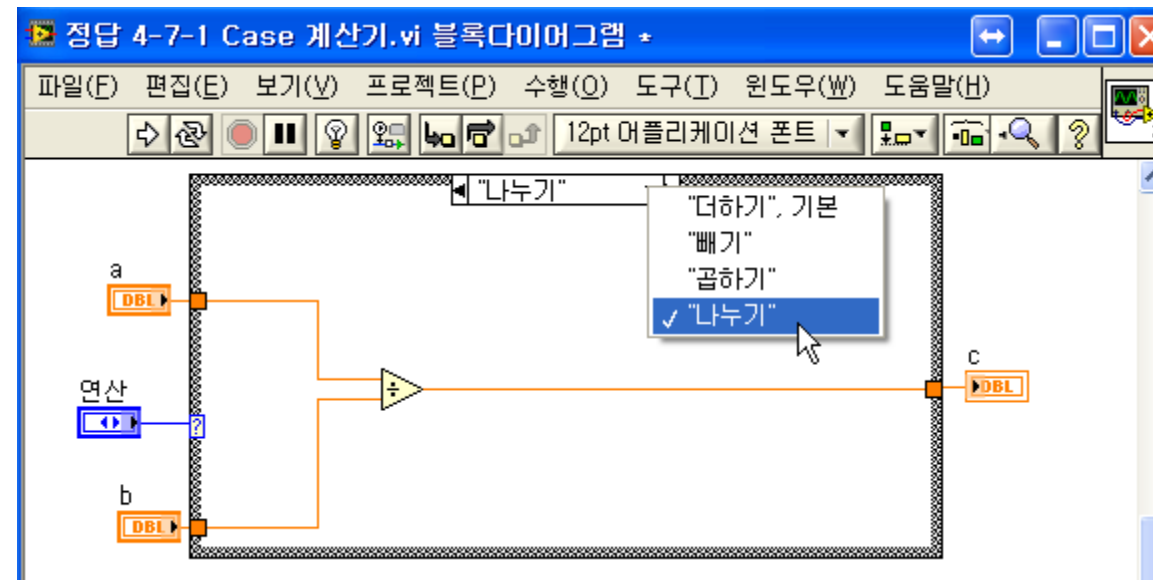 정답 4-7-1 Case 계산기.vi 블록다이어그램 *
파일(F) 편집(E) 보기(V) 프로젝트(P) 수행(O) 도구(T) 윈도우(W) 도움말(H)
12pt 어플리케이션 폰트
"나누기"
"더하기", 기본
"빼기"
"곱하기"
✓ "나누기"
a
DBL
연산
?
÷
c
DBL
b
DBL